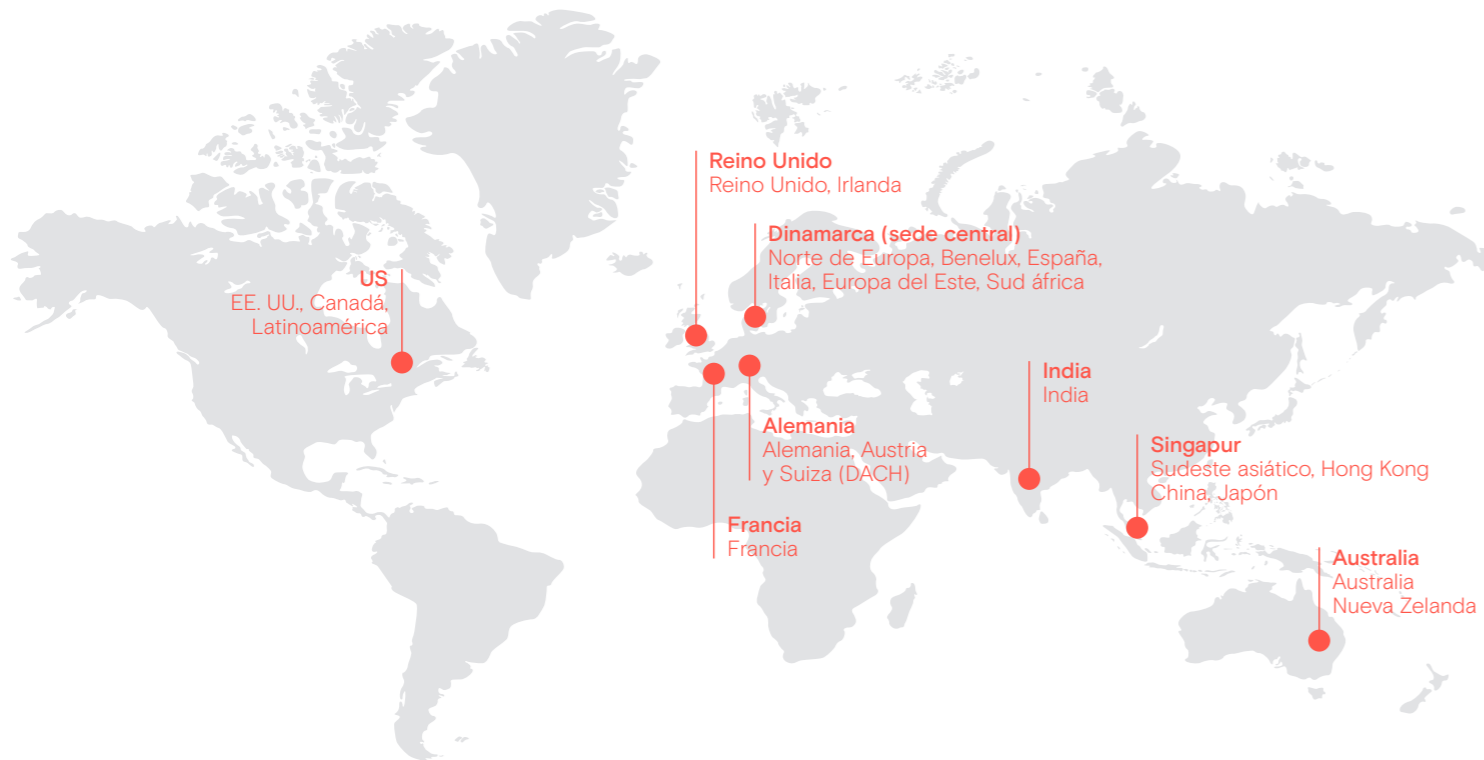 Reino Unido
Reino Unido, Irlanda
Dinamarca (sede central)
Norte de Europa, Benelux, España,
Italia, Europa del Este, Sud áfrica
US
EE. UU., Canadá,
Latinoamérica
India
India
Alemania
Alemania, Austria
y Suiza (DACH)
Singapur
Sudeste asiático, Hong Kong
China, Japón
Francia
Francia
Australia
Australia
Nueva Zelanda